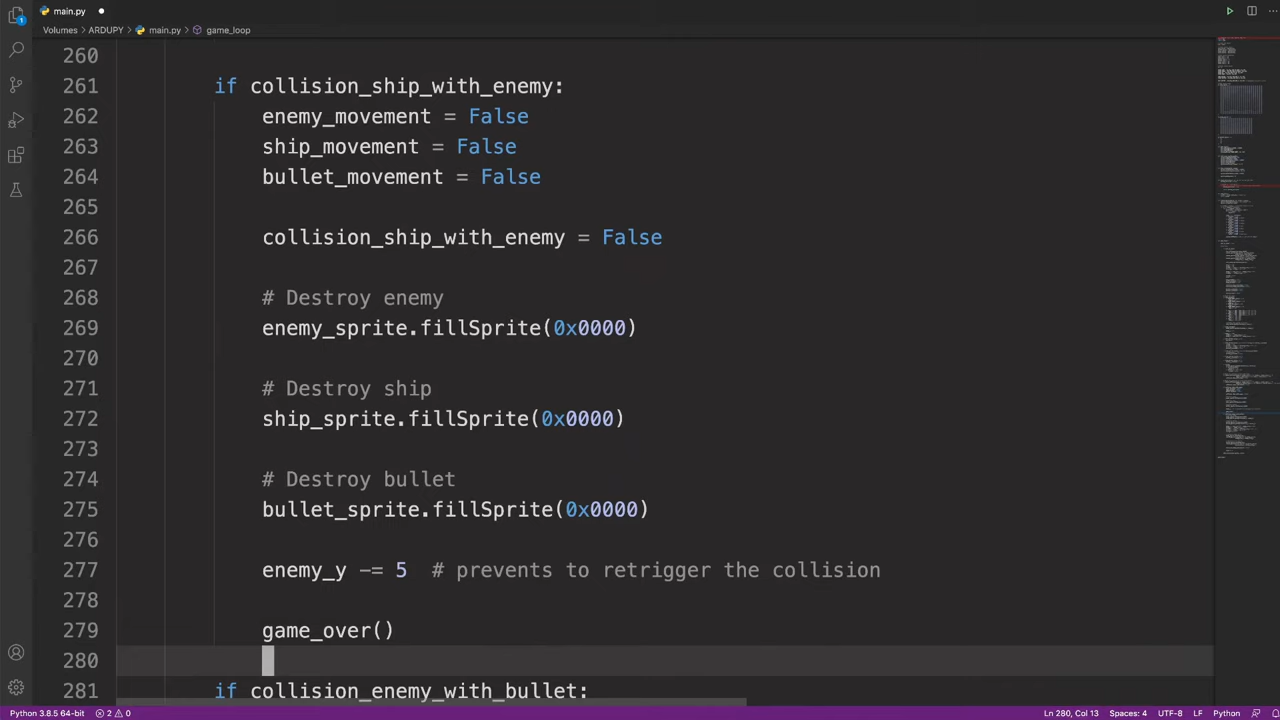 main.py
Volumes
ARDUPY
main.py
game_loop
1
260
261 if collision_ship_with_enemy:
262 enemy_movement = False
263 ship_movement = False
264 bullet_movement = False
265
266 collision_ship_with_enemy = False
267
268 # Destroy enemy
269 enemy_sprite.fillSprite(0x0000)
270
271 # Destroy ship
272 ship_sprite.fillSprite(0x0000)
273
274 # Destroy bullet
275 bullet_sprite.fillSprite(0x0000)
276
277 enemy_y -= 5 # prevents to retrigger the collision
278
279 game_over()
280
281 if collision_enemy_with_bullet:
Python 3.8.5 64-bit 2 0 Ln 280, Col 13 Spaces: 4 UTF-8 LF Python